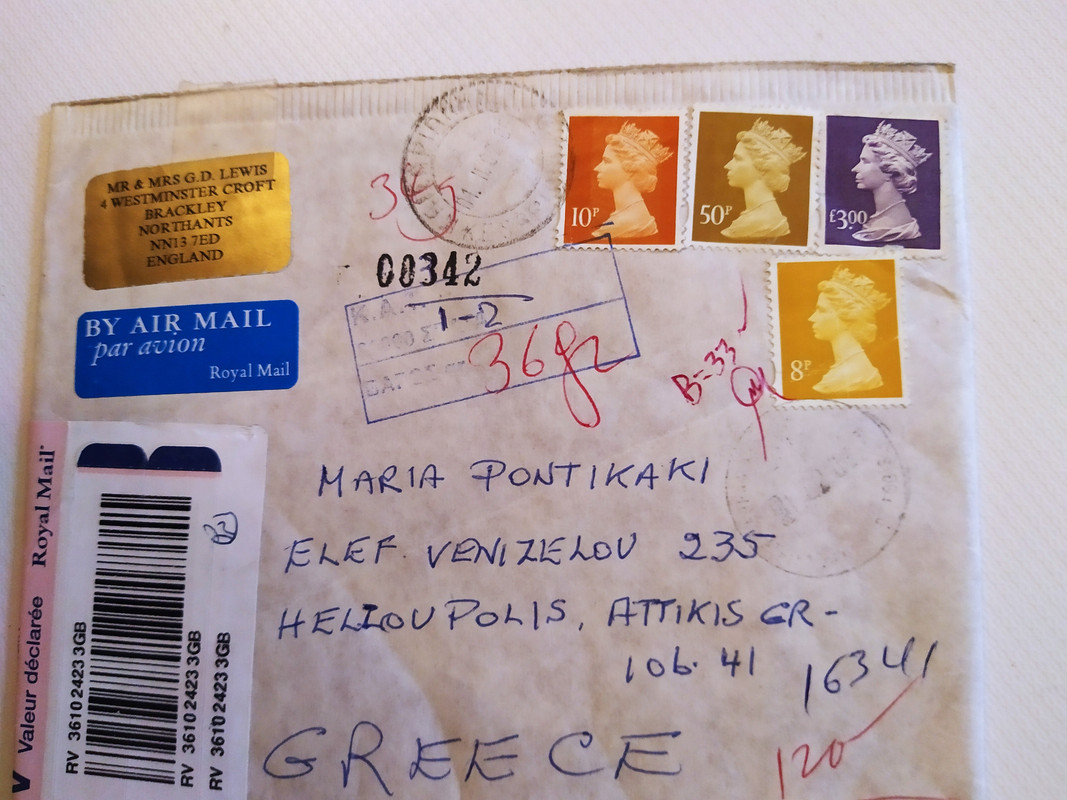 MR & MRS G.D. LEWIS
4 WESTMINSTER CROFT
BRACKLEY
NORTHANTS
NN13 7ED
ENGLAND
10P
50P
£3.00
8P
00342
K.A.
1-2
36gr
B=33
BY AIR MAIL
par avion
Royal Mail
Valeur déclarée Royal Mail
RV 3610 2423 3GB
RV 3610 2423 3GB
RV 3610 2423 3GB
MARIA PONTIKAKI
ELEF. VENIZELOU 235
HELIOUPOLIS, ATTIKIS GR-
106. 41
16341
GREECE
120